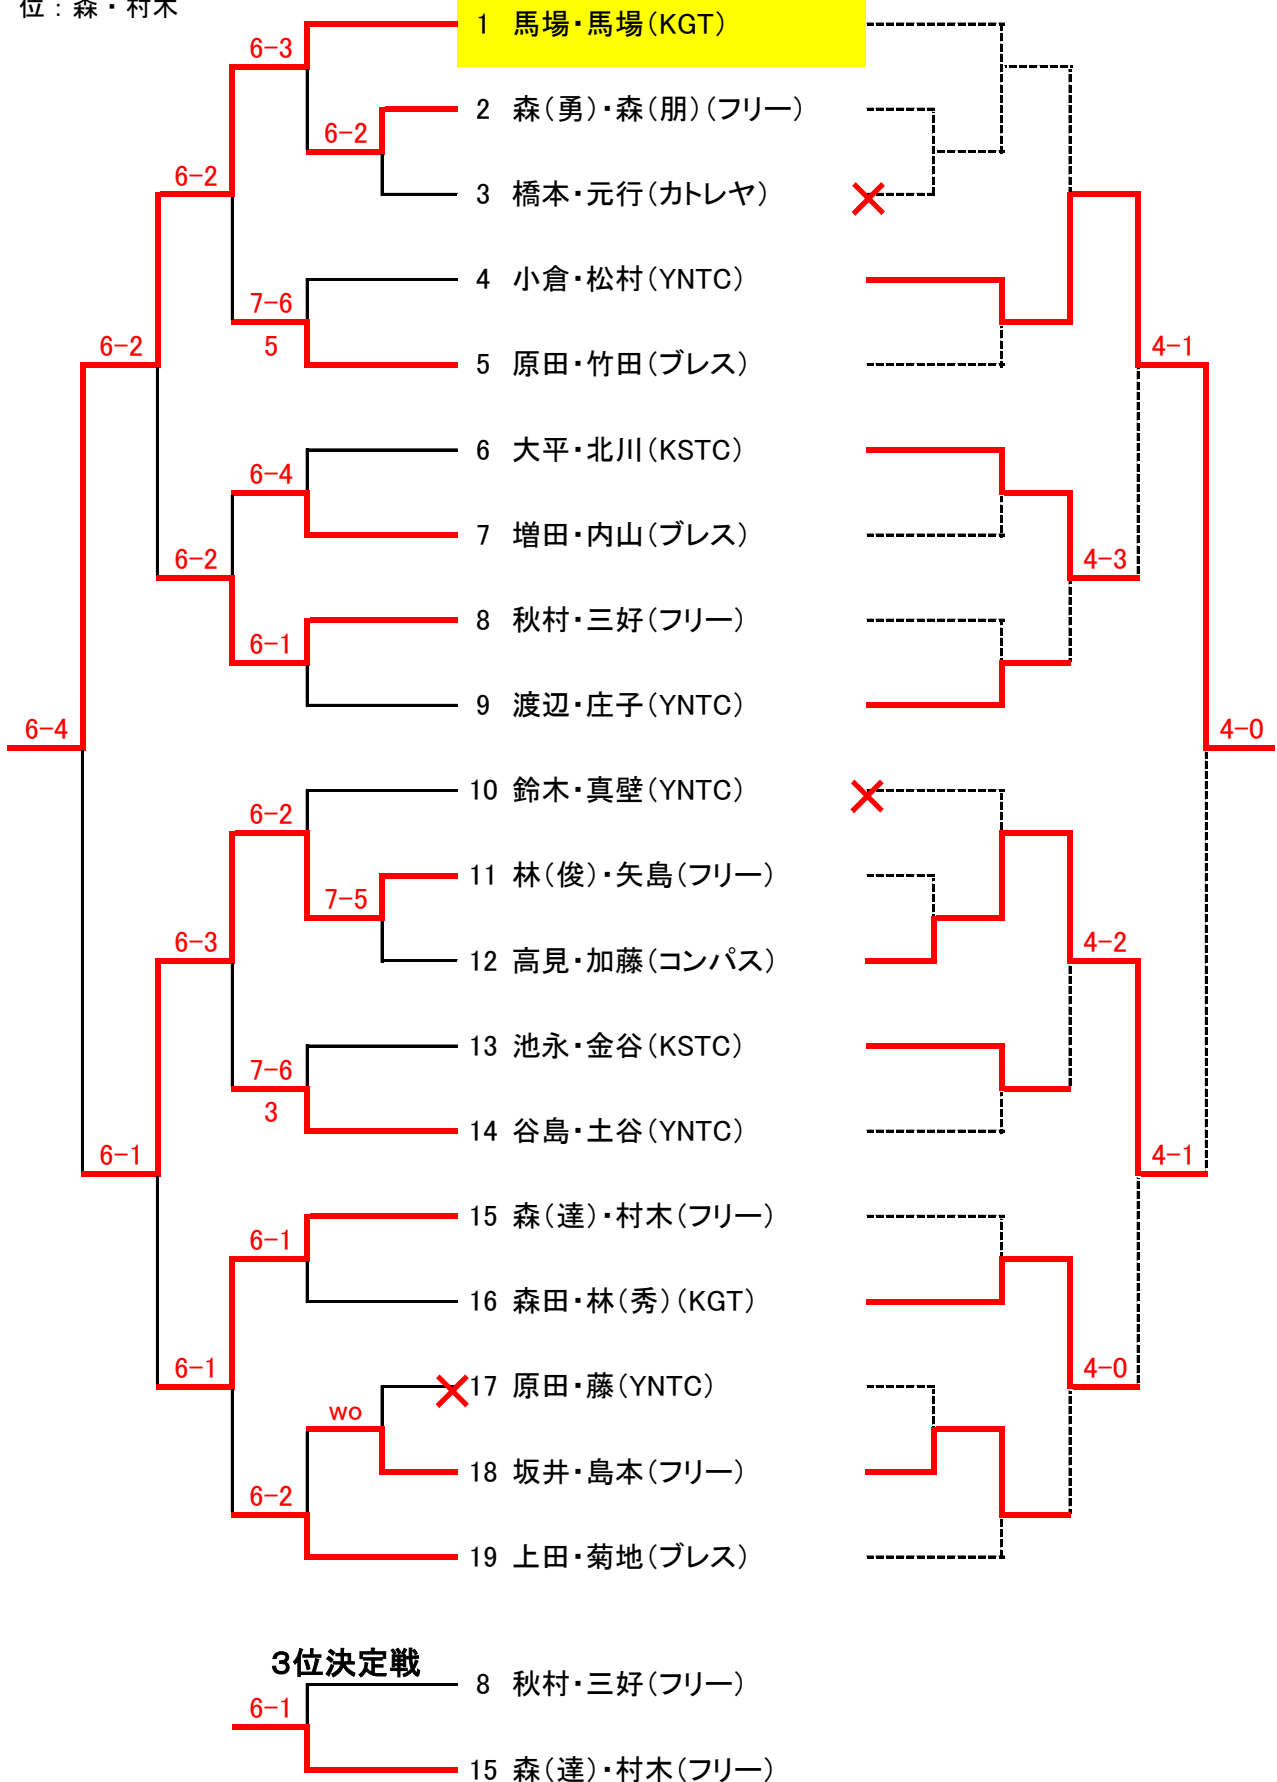 位：森・村木
1 馬場・馬場(KGT)
6-3
2 森(勇)・森(朋)(フリー)
6-2
6-2
3 橋本・元行(カトレヤ)
4 小倉・松村(YNTC)
7-6
6-2
5
4-1
5 原田・竹田(ブレス)
6 大平・北川(KSTC)
6-4
7 増田・内山(ブレス)
6-2
4-3
8 秋村・三好(フリー)
6-1
9 渡辺・庄子(YNTC)
6-4
4-0
10 鈴木・真壁(YNTC)
6-2
11 林(俊)・矢島(フリー)
7-5
6-3
4-2
12 高見・加藤(コンパス)
13 池永・金谷(KSTC)
7-6
3
14 谷島・土谷(YNTC)
6-1
4-1
15 森(達)・村木(フリー)
6-1
16 森田・林(秀)(KGT)
6-1
4-0
17 原田・藤(YNTC)
wo
18 坂井・島本(フリー)
6-2
19 上田・菊地(ブレス)
3位決定戦
8 秋村・三好(フリー)
6-1
15 森(達)・村木(フリー)